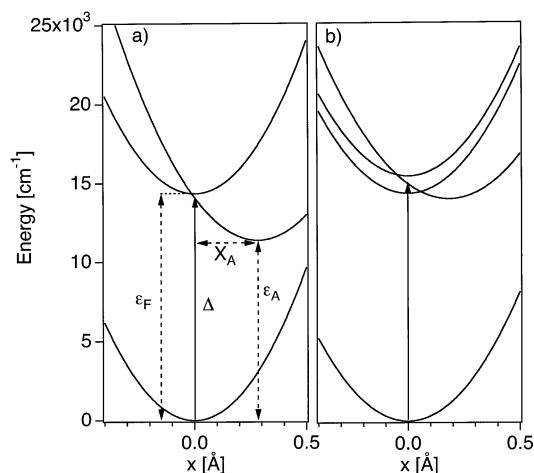 25x10³
a)
b)
20
15
10
5
0
Energy [cm⁻¹]
X_A
ε_F
Δ
ε_A
0.0
0.5
0.0
0.5
x [Å]
x [Å]